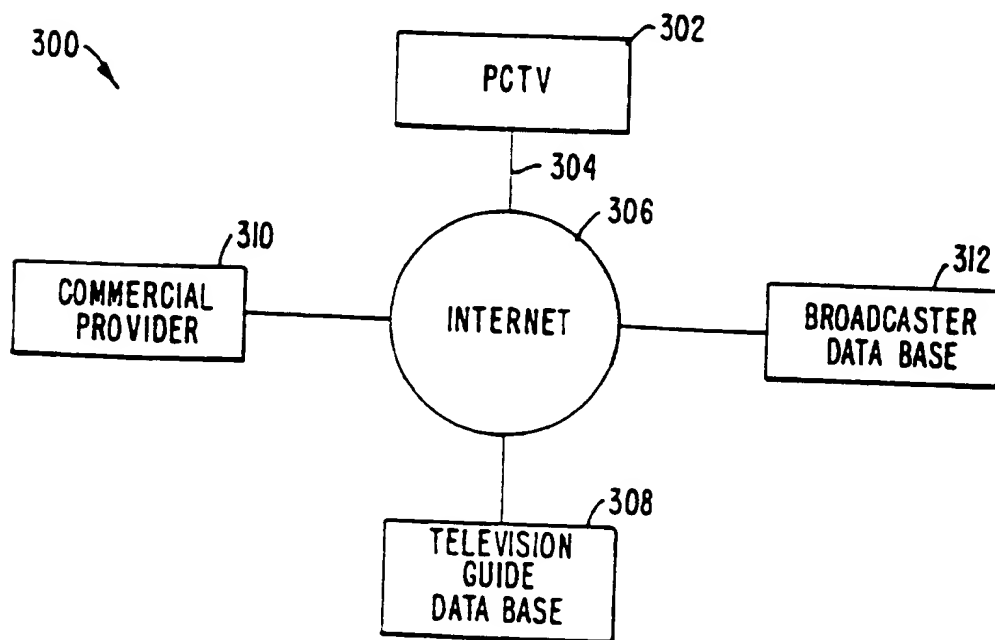 300
302
PCTV
304
306
310
COMMERCIAL
PROVIDER
INTERNET
312
BROADCASTER
DATA BASE
308
TELEVISION
GUIDE
DATA BASE